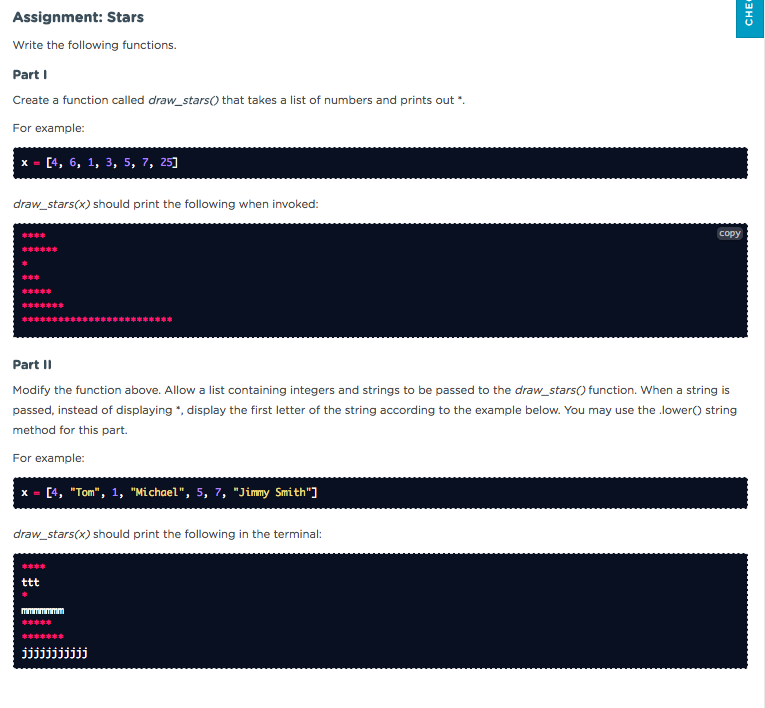 Assignment: Stars
CHEC
Write the following functions.
Part I
Create a function called draw_stars() that takes a list of numbers and prints out *.
For example:
x = [4, 6, 1, 3, 5, 7, 25]
draw_stars(x) should print the following when invoked:
copy
****
******
*
***
*****
*******
*************************
Part II
Modify the function above. Allow a list containing integers and strings to be passed to the draw_stars() function. When a string is
passed, instead of displaying *, display the first letter of the string according to the example below. You may use the .lower() string
method for this part.
For example:
x = [4, "Tom", 1, "Michael", 5, 7, "Jimmy Smith"]
draw_stars(x) should print the following in the terminal:
****
ttt
*
mmmmmmm
*****
*******
jjjjjjjjjjj